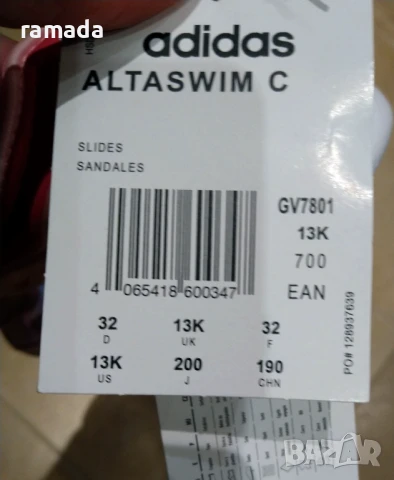 ramada
adidas
ALTASWIM C
SLIDES
SANDALES
GV7801
13K
700
EAN
4 065418 600347
32 13K 32
D UK F
13K 200 190
US J CHN
PO# 128937639
BAZAR